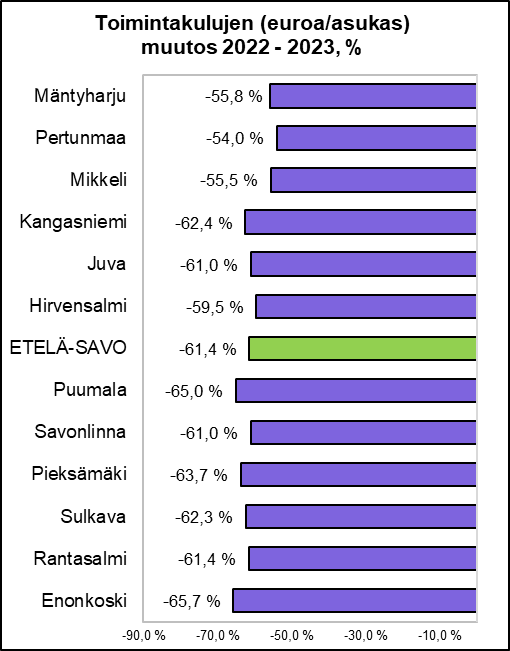 Toimintakulujen (euroa/asukas)
muutos 2022 - 2023, %
Mäntyharju -55,8 %
Pertunmaa -54,0 %
Mikkeli -55,5 %
Kangasniemi -62,4 %
Juva -61,0 %
Hirvensalmi -59,5 %
ETELÄ-SAVO -61,4 %
Puumala -65,0 %
Savonlinna -61,0 %
Pieksämäki -63,7 %
Sulkava -62,3 %
Rantasalmi -61,4 %
Enonkoski -65,7 %
-90,0 % -70,0 % -50,0 % -30,0 % -10,0 %